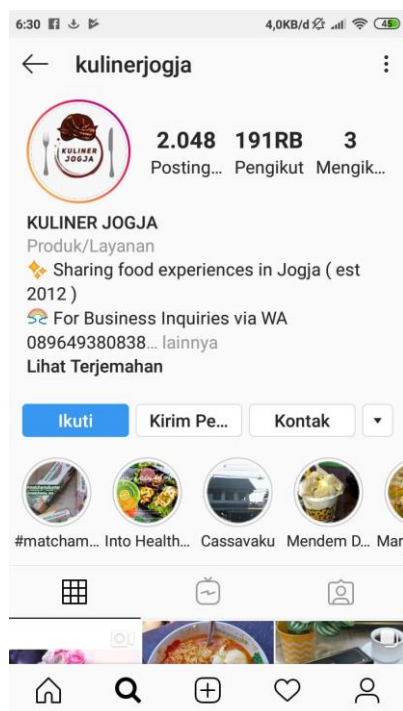 6:30 4,0KB/d 45
kulinerjogja
KULINER
JOGJA
2.048 191RB 3
Posting... Pengikut Mengik...
KULINER JOGJA
Produk/Layanan
✨ Sharing food experiences in Jogja ( est
2012 )
For Business Inquiries via WA
089649380838... lainnya
Lihat Terjemahan
Ikuti Kirim Pe... Kontak
#matcham... Into Health... Cassavaku Mendem D... Mar